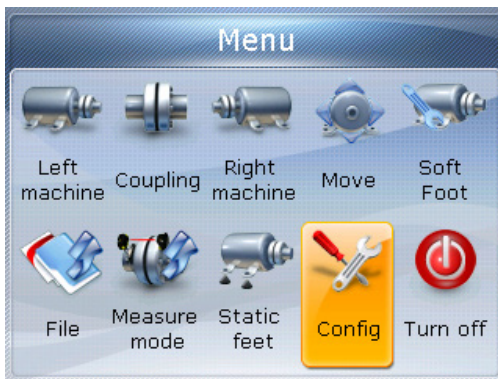 Menu
Left machine
Coupling
Right machine
Move
Soft Foot
File
Measure mode
Static feet
Config
Turn off